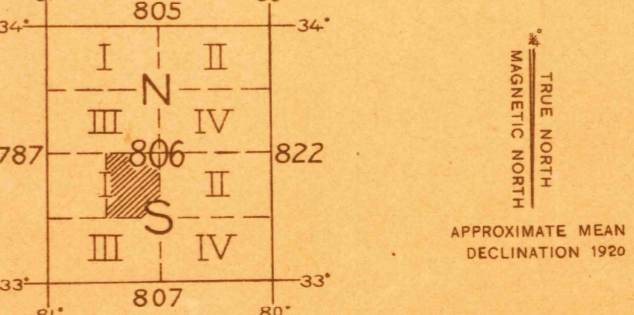 805
34° 34°
I II
N
III IV
787 806 822
I II
S
III IV
33° 33°
807
81° 80°
TRUE NORTH
MAGNETIC NORTH
APPROXIMATE MEAN
DECLINATION 1920